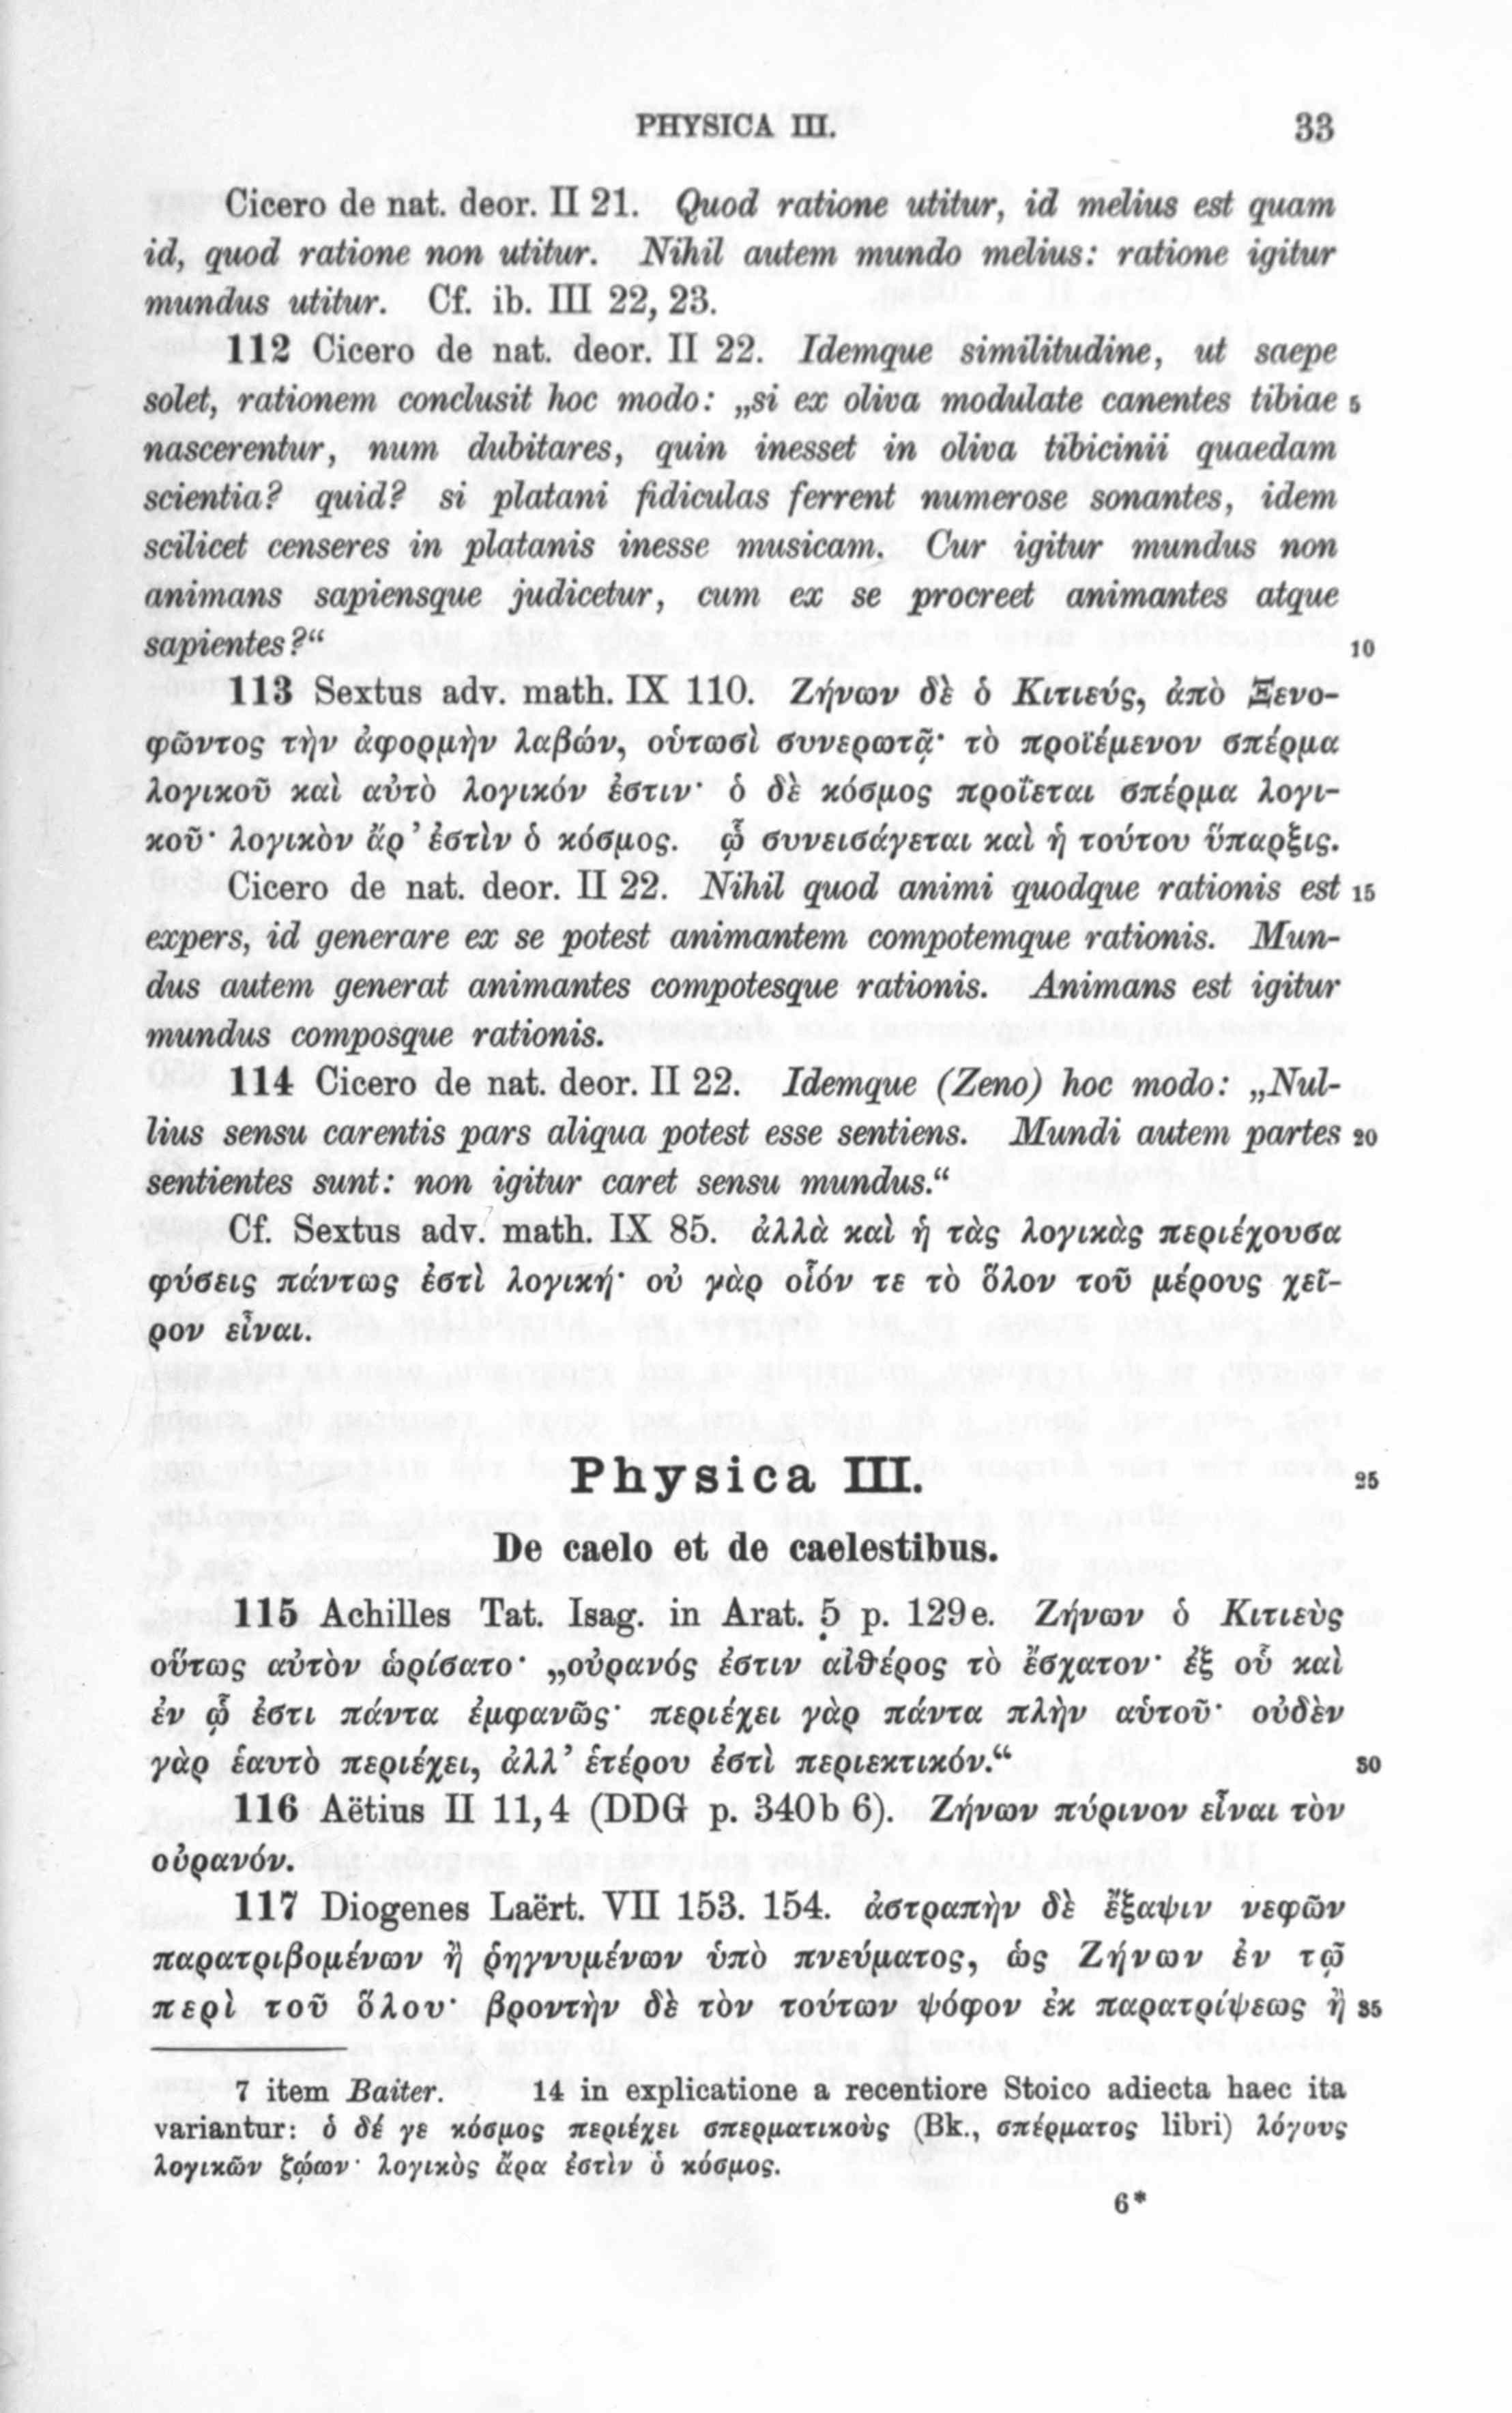 PHYSICA III. 33
Cicero de nat. deor. II 21. Quod ratione utitur, id melius est quam
id, quod ratione non utitur. Nihil autem mundo melius: ratione igitur
mundus utitur. Cf. ib. III 22, 23.
112 Cicero de nat. deor. II 22. Idemque similitudine, ut saepe
solet, rationem conclusit hoc modo: „si ex oliva modulate canentes tibiae 5
nascerentur, num dubitares, quin inesset in oliva tibicinii quaedam
scientia? quid? si platani fidiculas ferrent numerose sonantes, idem
scilicet censeres in platanis inesse musicam. Cur igitur mundus non
animans sapiensque judicetur, cum ex se procreet animantes atque
sapientes?“ 10
113 Sextus adv. math. IX 110. Ζήνων δὲ ὁ Κιτιεύς, ἀπὸ Ξενο-
φῶντος τὴν ἀφορμὴν λαβών, οὑτωσὶ συνερωτᾷ· τὸ προϊέμενον σπέρμα
λογικοῦ καὶ αὐτὸ λογικόν ἐστιν· ὁ δὲ κόσμος προΐεται σπέρμα λογι-
κοῦ· λογικὸν ἄρ’ ἐστὶν ὁ κόσμος. ᾧ συνεισάγεται καὶ ἡ τούτου ὕπαρξις.
Cicero de nat. deor. II 22. Nihil quod animi quodque rationis est 15
expers, id generare ex se potest animantem compotemque rationis. Mun-
dus autem generat animantes compotesque rationis. Animans est igitur
mundus composque rationis.
114 Cicero de nat. deor. II 22. Idemque (Zeno) hoc modo: „Nul-
lius sensu carentis pars aliqua potest esse sentiens. Mundi autem partes 20
sentientes sunt: non igitur caret sensu mundus.“
Cf. Sextus adv. math. IX 85. ἀλλὰ καὶ ἡ τὰς λογικὰς περιέχουσα
φύσεις πάντως ἐστὶ λογική· οὐ γὰρ οἷόν τε τὸ ὅλον τοῦ μέρους χεῖ-
ρον εἶναι.
Physica III. 25
De caelo et de caelestibus.
115 Achilles Tat. Isag. in Arat. 5 p. 129e. Ζήνων ὁ Κιτιεὺς
οὕτως αὐτὸν ὡρίσατο· „οὐρανός ἐστιν αἰθέρος τὸ ἔσχατον· ἐξ οὗ καὶ
ἐν ᾧ ἐστι πάντα ἐμφανῶς· περιέχει γὰρ πάντα πλὴν αὑτοῦ· οὐδὲν
γὰρ ἑαυτὸ περιέχει, ἀλλ’ ἑτέρου ἐστὶ περιεκτικόν.“ 30
116 Aëtius II 11,4 (DDG p. 340b 6). Ζήνων πύρινον εἶναι τὸν
οὐρανόν.
117 Diogenes Laërt. VII 153. 154. ἀστραπὴν δὲ ἔξαψιν νεφῶν
παρατριβομένων ἢ ῥηγνυμένων ὑπὸ πνεύματος, ὡς Ζήνων ἐν τῷ
περὶ τοῦ ὅλου· βροντὴν δὲ τὸν τούτων ψόφον ἐκ παρατρίψεως ἢ 35
7 item Baiter. 14 in explicatione a recentiore Stoico adiecta haec ita
variantur: ὁ δέ γε κόσμος περιέχει σπερματικοὺς (Bk., σπέρματος libri) λόγους
λογικῶν ζῴων· λογικὸς ἄρα ἐστὶν ὁ κόσμος.
6*